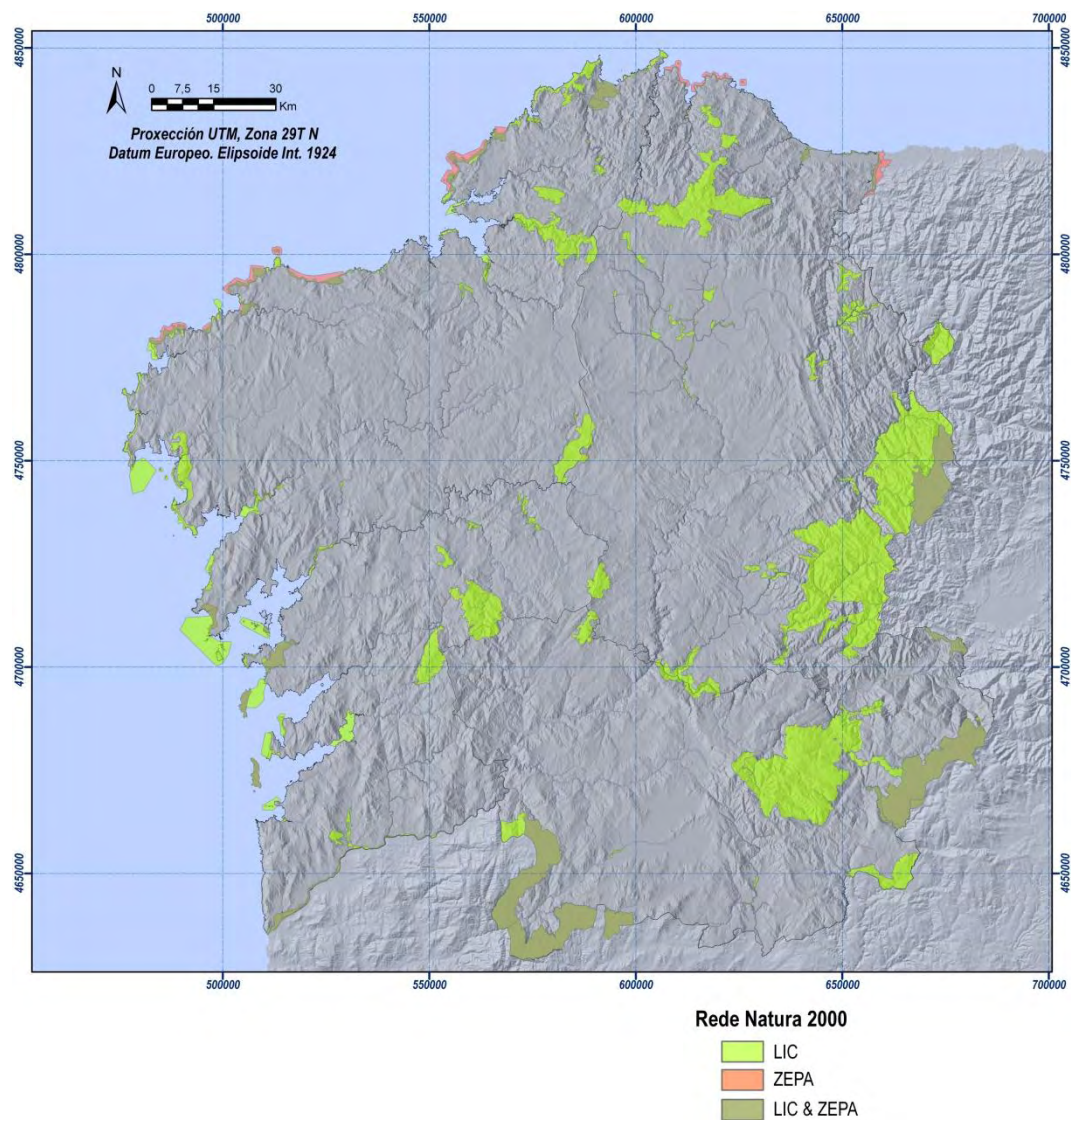 500000 550000 600000 650000 700000
4850000 4850000
N
0 7,5 15 30
Km
Proxección UTM, Zona 29T N
Datum Europeo. Elipsoide Int. 1924
4800000 4800000
4750000 4750000
4700000 4700000
4650000 4650000
500000 550000 600000 650000 700000
Rede Natura 2000
LIC
ZEPA
LIC & ZEPA